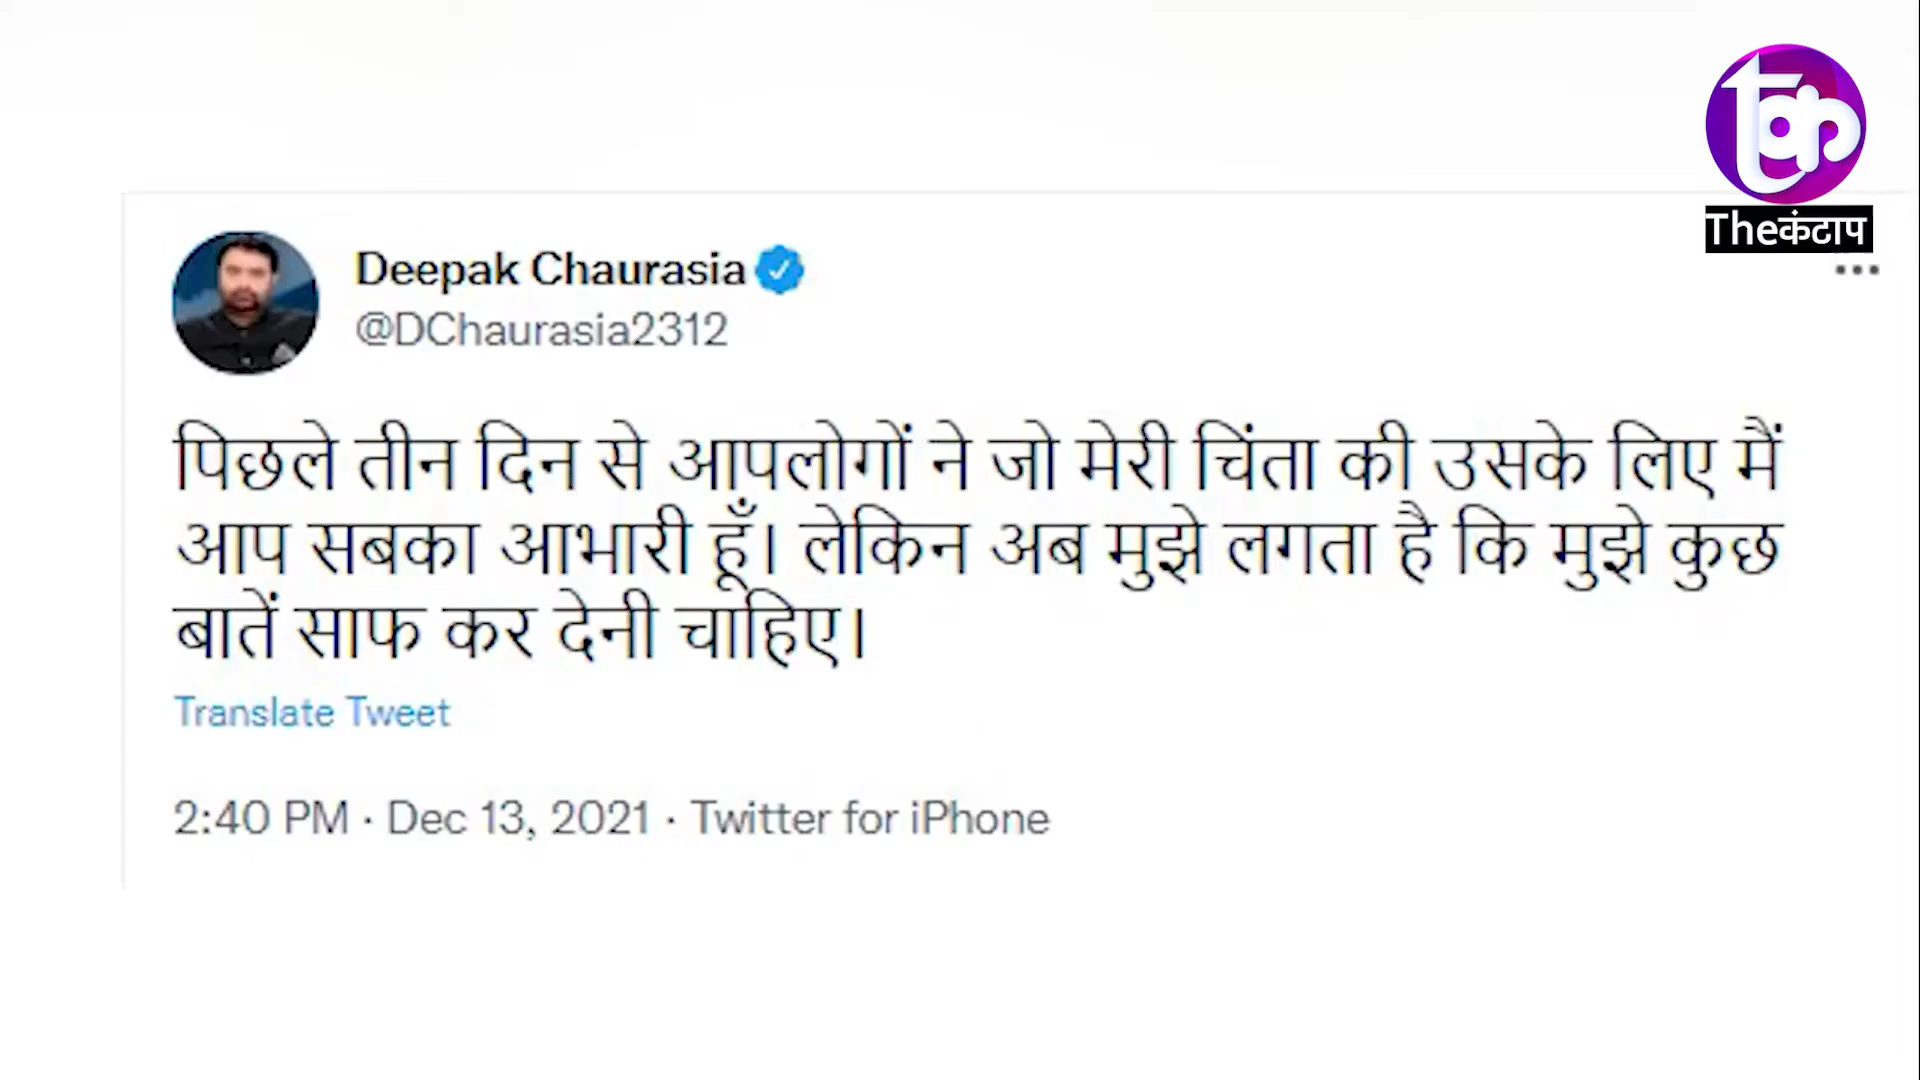 Theकंटाप
Deepak Chaurasia
@DChaurasia2312
पिछले तीन दिन से आपलोगों ने जो मेरी चिंता की उसके लिए मैं
आप सबका आभारी हूँ। लेकिन अब मुझे लगता है कि मुझे कुछ
बातें साफ कर देनी चाहिए।
Translate Tweet
2:40 PM · Dec 13, 2021 · Twitter for iPhone